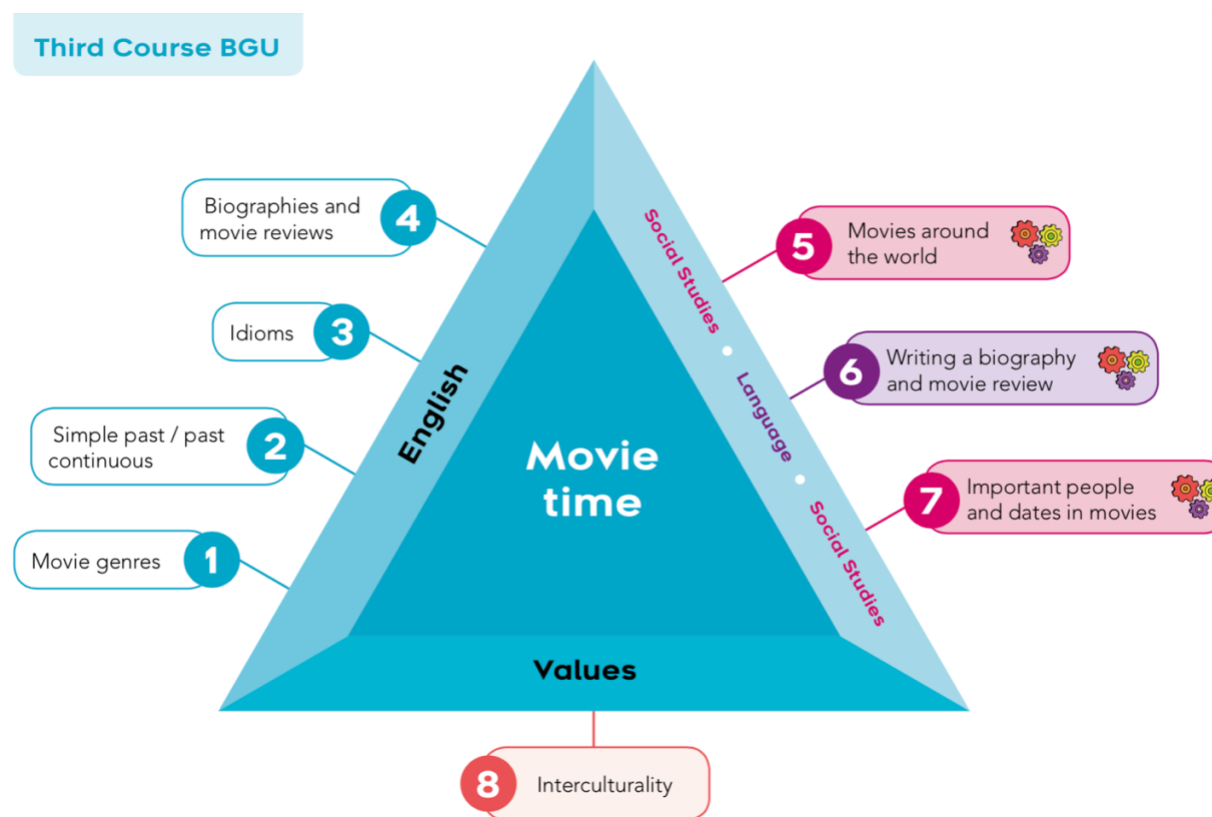 Third Course BGU
Biographies and
movie reviews
4
Idioms
3
Simple past / past
continuous
2
Movie genres
1
English
Movie
time
Social Studies • Language • Social Studies
5
Movies around
the world
6
Writing a biography
and movie review
7
Important people
and dates in movies
Values
8
Interculturality